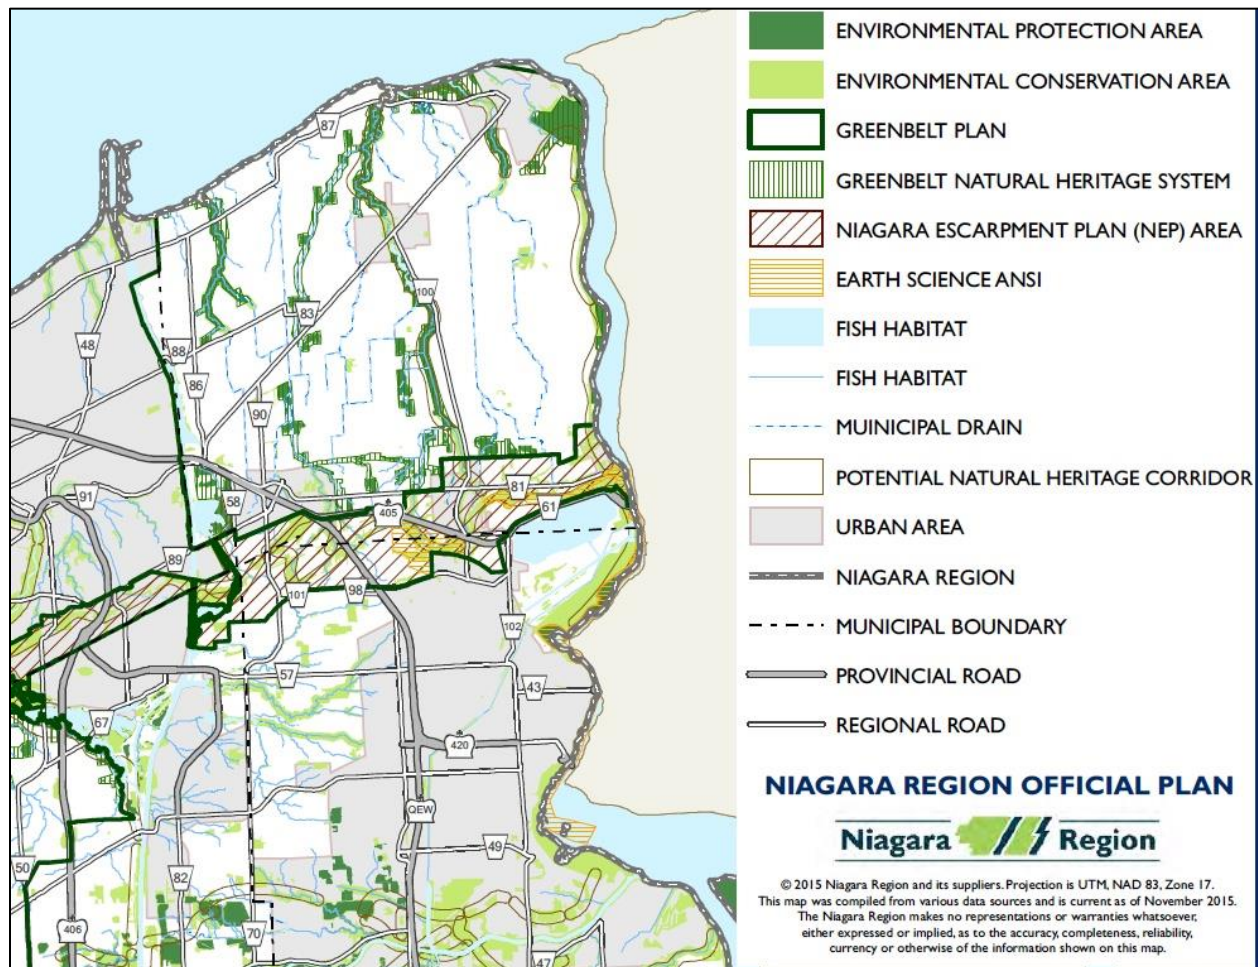 87
48
88
86
83
100
90
91
58
81
61
405
89
101
98
102
57
43
67
420
QEW
49
50
82
406
70
47
ENVIRONMENTAL PROTECTION AREA
ENVIRONMENTAL CONSERVATION AREA
GREENBELT PLAN
GREENBELT NATURAL HERITAGE SYSTEM
NIAGARA ESCARPMENT PLAN (NEP) AREA
EARTH SCIENCE ANSI
FISH HABITAT
FISH HABITAT
MUINICIPAL DRAIN
POTENTIAL NATURAL HERITAGE CORRIDOR
URBAN AREA
NIAGARA REGION
MUNICIPAL BOUNDARY
PROVINCIAL ROAD
REGIONAL ROAD
NIAGARA REGION OFFICIAL PLAN
Niagara Region
© 2015 Niagara Region and its suppliers. Projection is UTM, NAD 83, Zone 17.
This map was compiled from various data sources and is current as of November 2015.
The Niagara Region makes no representations or warranties whatsoever,
either expressed or implied, as to the accuracy, completeness, reliability,
currency or otherwise of the information shown on this map.